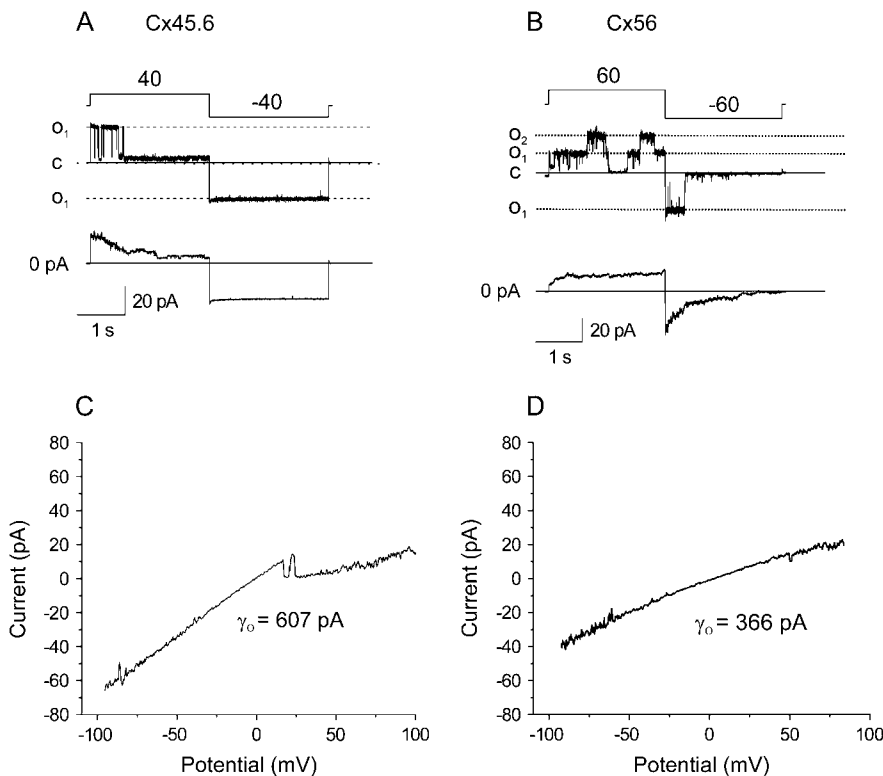 A Cx45.6
40
-40
O1
C
O1
0 pA
20 pA
1 s
B Cx56
60
-60
O2
O1
C
O1
0 pA
20 pA
1 s
C
80
60
40
20
0
-20
-40
-60
-80
Current (pA)
γo = 607 pA
-100 -50 0 50 100
Potential (mV)
D
80
60
40
20
0
-20
-40
-60
-80
Current (pA)
γo = 366 pA
-100 -50 0 50 100
Potential (mV)